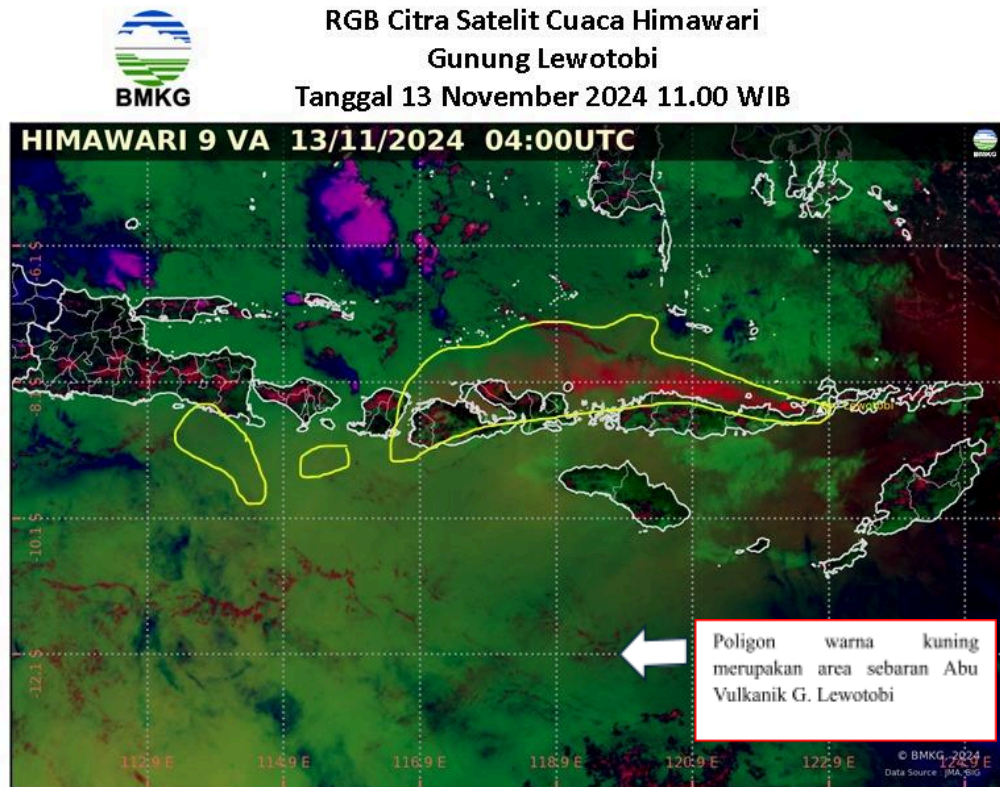 RGB Citra Satelit Cuaca Himawari
Gunung Lewotobi
Tanggal 13 November 2024 11.00 WIB
BMKG
HIMAWARI 9 VA 13/11/2024 04:00UTC
BMKG
-6.1 S
-8.1 S
Lewotobi
-10.1 S
-12.1 S
Poligon warna kuning
merupakan area sebaran Abu
Vulkanik G. Lewotobi
112.9 E
114.9 E
116.9 E
118.9 E
120.9 E
122.9 E
124.9 E
© BMKG, 2024
Data Source : JMA, BIG